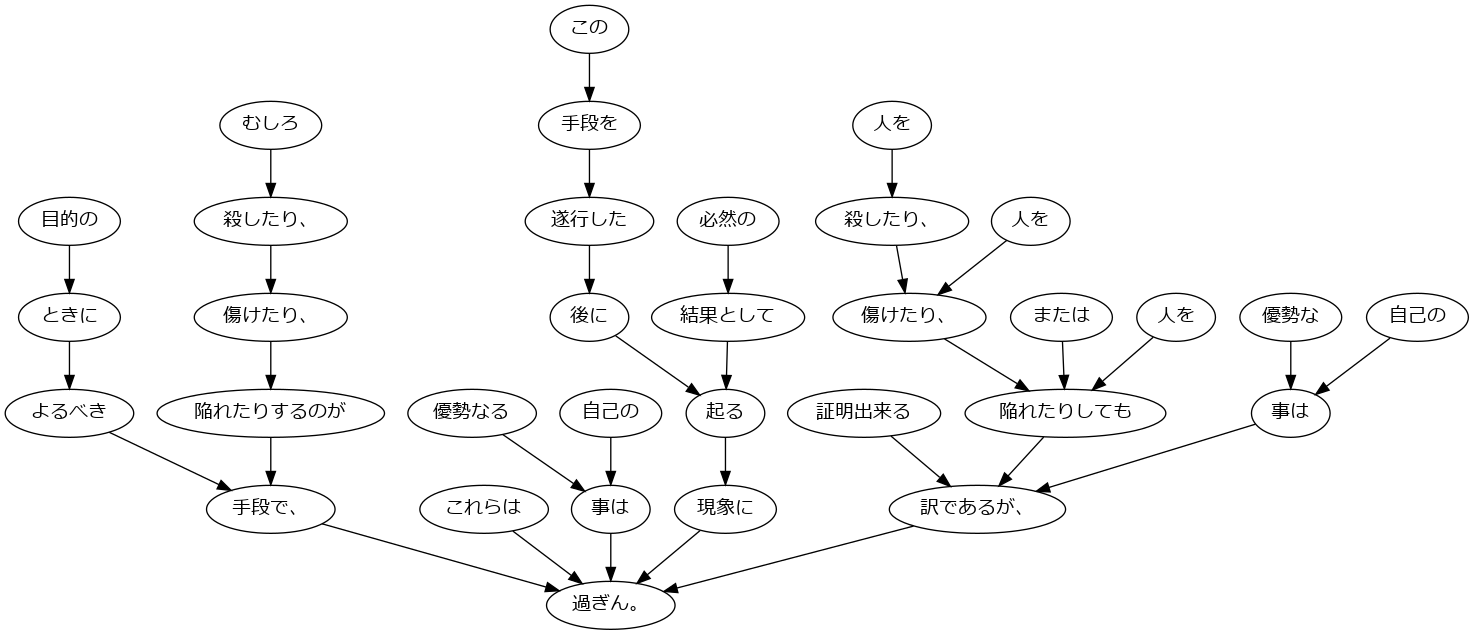 この
むしろ
手段を
人を
目的の
殺したり、
遂行した
必然の
殺したり、
人を
ときに
傷けたり、
後に
結果として
傷けたり、
または
人を
優勢な
自己の
よるべき
陥れたりするのが
優勢なる
自己の
起る
証明出来る
陥れたりしても
事は
手段で、
これらは
事は
現象に
訳であるが、
過ぎん。